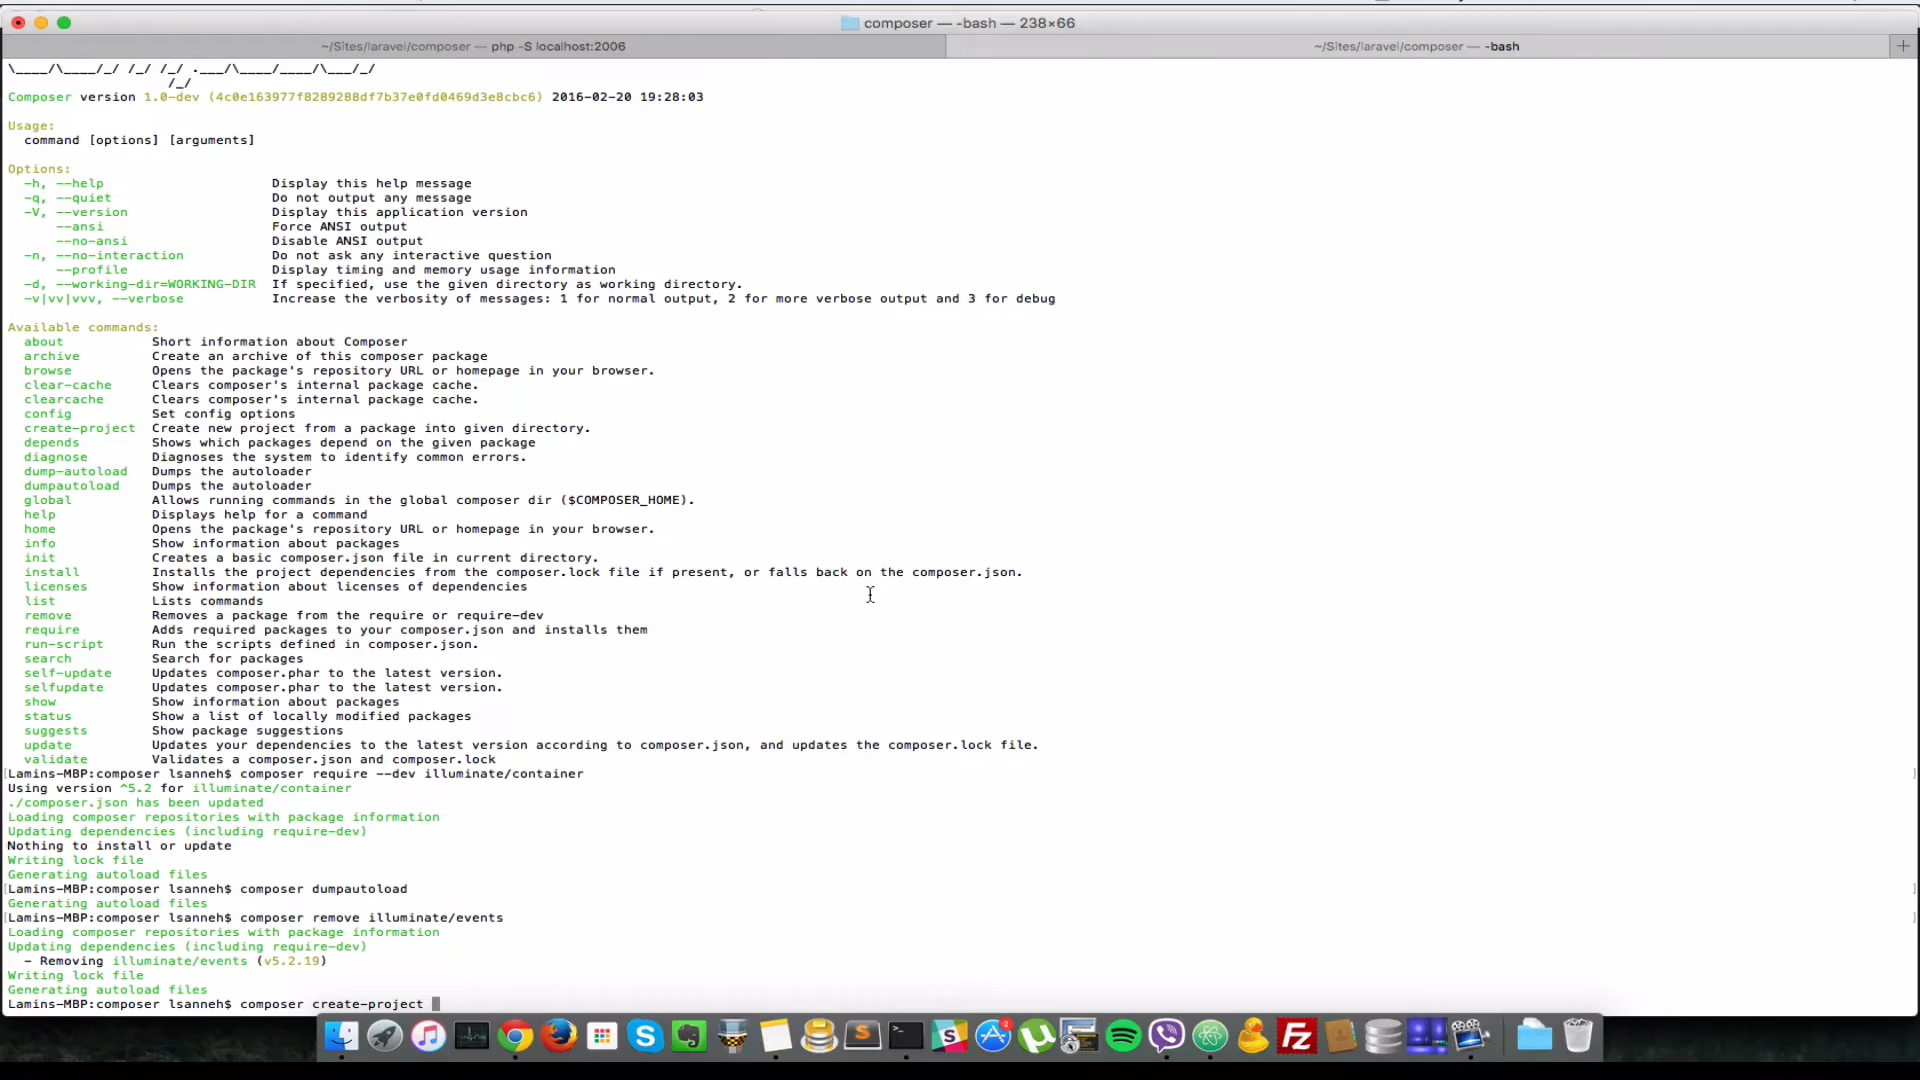 composer — -bash — 238×66
~/Sites/laravel/composer — php -S localhost:2006
~/Sites/laravel/composer — -bash
\____/\____/_/ /_/ /_/ .___/\____/____/\___/_/
/_/
Composer version 1.0-dev (4c0e163977f8289288df7b37e0fd0469d3e8cbc6) 2016-02-20 19:28:03
Usage:
command [options] [arguments]
Options:
-h, --help Display this help message
-q, --quiet Do not output any message
-V, --version Display this application version
--ansi Force ANSI output
--no-ansi Disable ANSI output
-n, --no-interaction Do not ask any interactive question
--profile Display timing and memory usage information
-d, --working-dir=WORKING-DIR If specified, use the given directory as working directory.
-v|vv|vvv, --verbose Increase the verbosity of messages: 1 for normal output, 2 for more verbose output and 3 for debug
Available commands:
about Short information about Composer
archive Create an archive of this composer package
browse Opens the package's repository URL or homepage in your browser.
clear-cache Clears composer's internal package cache.
clearcache Clears composer's internal package cache.
config Set config options
create-project Create new project from a package into given directory.
depends Shows which packages depend on the given package
diagnose Diagnoses the system to identify common errors.
dump-autoload Dumps the autoloader
dumpautoload Dumps the autoloader
global Allows running commands in the global composer dir ($COMPOSER_HOME).
help Displays help for a command
home Opens the package's repository URL or homepage in your browser.
info Show information about packages
init Creates a basic composer.json file in current directory.
install Installs the project dependencies from the composer.lock file if present, or falls back on the composer.json.
licenses Show information about licenses of dependencies
list Lists commands
remove Removes a package from the require or require-dev
require Adds required packages to your composer.json and installs them
run-script Run the scripts defined in composer.json.
search Search for packages
self-update Updates composer.phar to the latest version.
selfupdate Updates composer.phar to the latest version.
show Show information about packages
status Show a list of locally modified packages
suggests Show package suggestions
update Updates your dependencies to the latest version according to composer.json, and updates the composer.lock file.
validate Validates a composer.json and composer.lock
[Lamins-MBP:composer lsanneh$ composer require --dev illuminate/container ]
Using version ^5.2 for illuminate/container
./composer.json has been updated
Loading composer repositories with package information
Updating dependencies (including require-dev)
Nothing to install or update
Writing lock file
Generating autoload files
[Lamins-MBP:composer lsanneh$ composer dumpautoload ]
Generating autoload files
[Lamins-MBP:composer lsanneh$ composer remove illuminate/events ]
Loading composer repositories with package information
Updating dependencies (including require-dev)
- Removing illuminate/events (v5.2.19)
Writing lock file
Generating autoload files
Lamins-MBP:composer lsanneh$ composer create-project